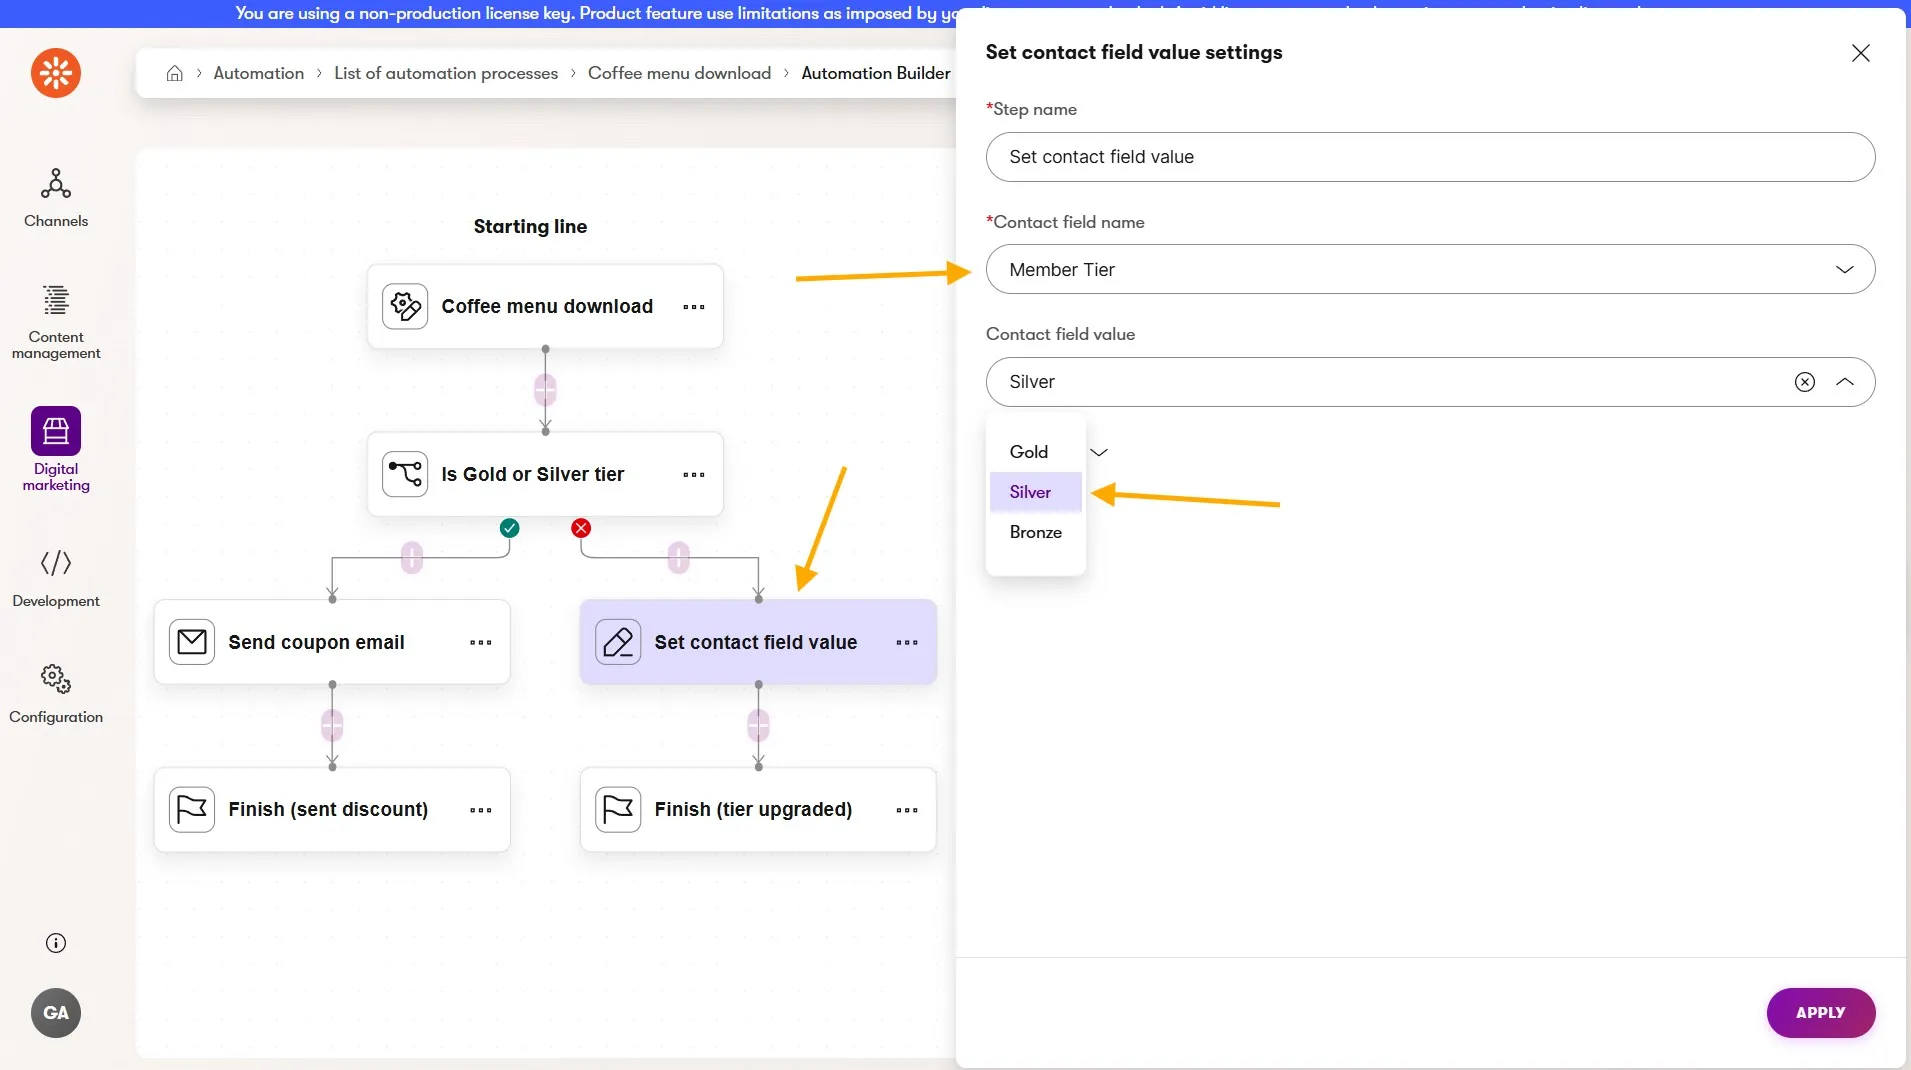 You are using a non-production license key. Product feature use limitations as imposed by
Automation
List of automation processes
Coffee menu download
Automation Builder
Channels
Content
management
Digital
marketing
Development
Configuration
GA
Starting line
Coffee menu download
Is Gold or Silver tier
Send coupon email
Set contact field value
Finish (sent discount)
Finish (tier upgraded)
Set contact field value settings
*Step name
Set contact field value
*Contact field name
Member Tier
Contact field value
Silver
Gold
Silver
Bronze
APPLY